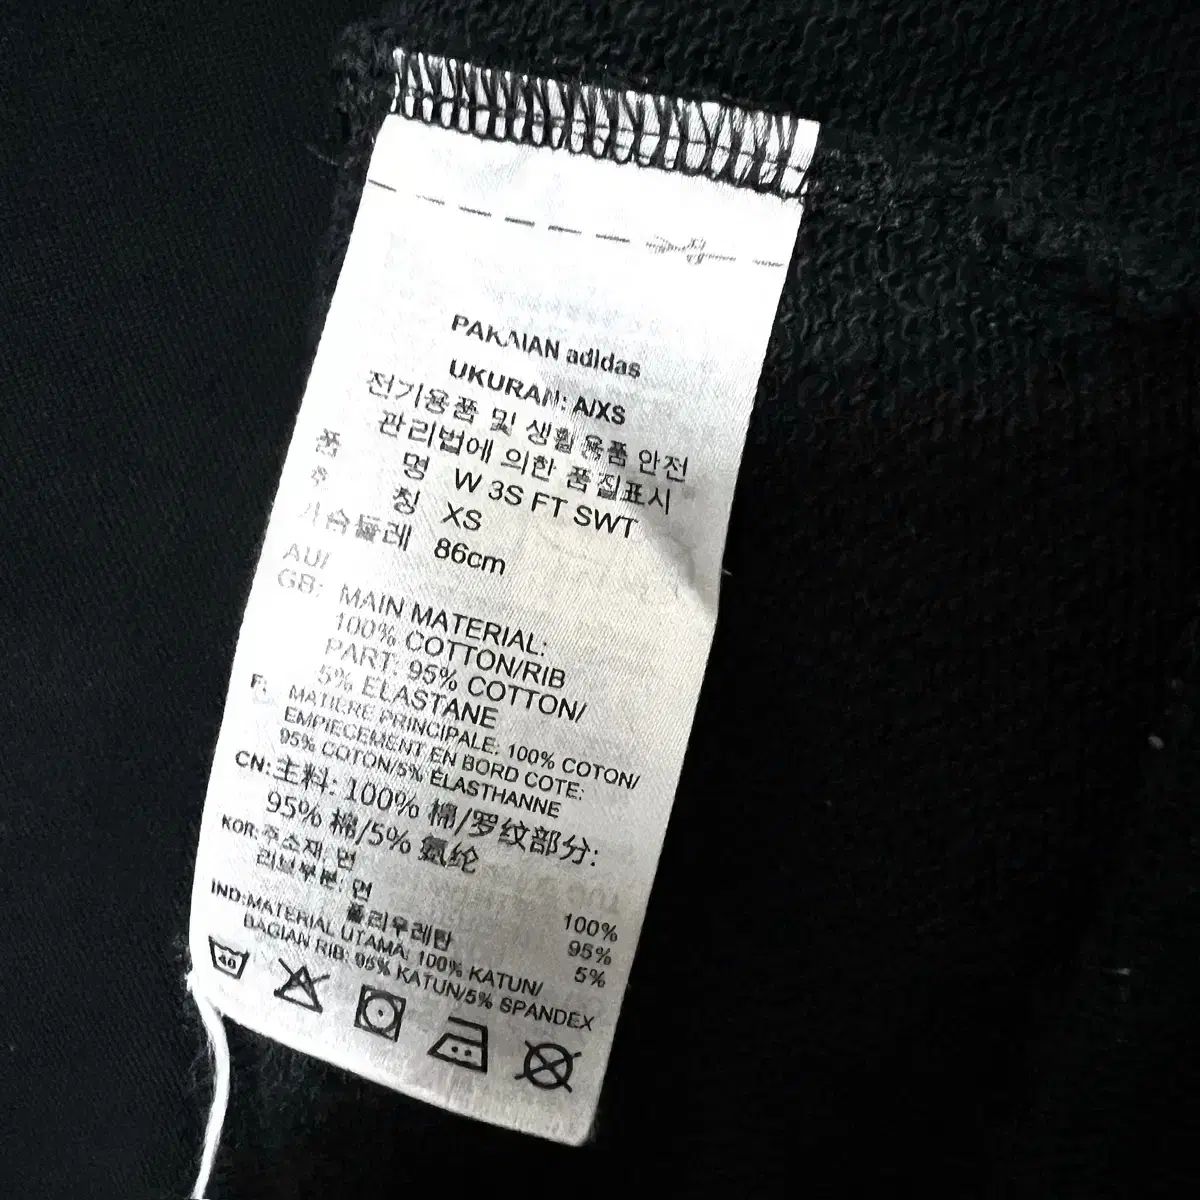 PAKAIAN adidas
UKURAN: A/XS
전기용품 및 생활용품 안전
관리법에 의한 품질표시
품 명 W 3S FT SWT
호 칭 XS
가슴둘레 86cm
AU/
GB: MAIN MATERIAL:
100% COTTON/RIB
PART: 95% COTTON/
5% ELASTANE
F: MATIERE PRINCIPALE: 100% COTON/
EMPIECEMENT EN BORD COTE:
95% COTON/5% ÉLASTHANNE
CN: 主料: 100% 棉/罗纹部分:
95% 棉/5% 氨纶
KOR: 주소재: 면 100%
리브부분: 면 95%
폴리우레탄 5%
IND: MATERIAL UTAMA: 100% KATUN/
BAGIAN RIB: 95% KATUN/5% SPANDEX
40